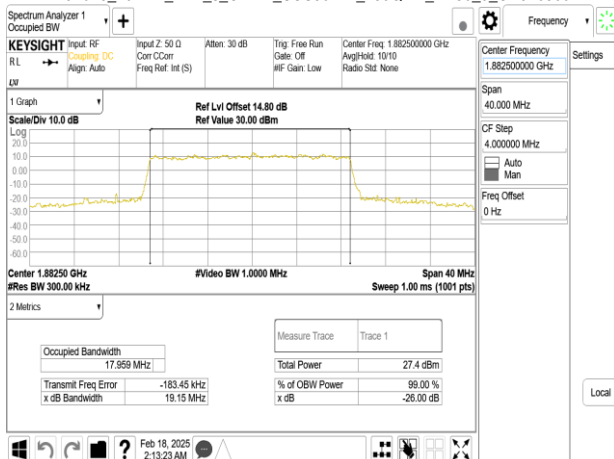 Spectrum Analyzer 1
Occupied BW
Frequency
KEYSIGHT
RL
LXI
Input: RF
Coupling: DC
Align: Auto
Input Z: 50 Ω
Corr CCorr
Freq Ref: Int (S)
Atten: 30 dB
Trig: Free Run
Gate: Off
#IF Gain: Low
Center Freq: 1.882500000 GHz
Avg|Hold: 10/10
Radio Std: None
Center Frequency
1.882500000 GHz
Settings
Span
40.000 MHz
CF Step
4.000000 MHz
Auto
Man
Freq Offset
0 Hz
Local
1 Graph
Scale/Div 10.0 dB
Ref Lvl Offset 14.80 dB
Ref Value 30.00 dBm
Log
20.0
10.0
0.00
-10.0
-20.0
-30.0
-40.0
-50.0
-60.0
Center 1.88250 GHz
#Video BW 1.0000 MHz
Span 40 MHz
#Res BW 300.00 kHz
Sweep 1.00 ms (1001 pts)
2 Metrics
Measure Trace
Trace 1
Occupied Bandwidth
17.959 MHz
Total Power
27.4 dBm
Transmit Freq Error
-183.45 kHz
% of OBW Power
99.00 %
x dB Bandwidth
19.15 MHz
x dB
-26.00 dB
?
Feb 18, 2025
2:13:23 AM